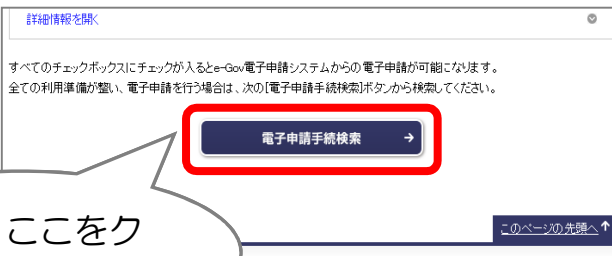 詳細情報を開く
すべてのチェックボックスにチェックが入るとe-Gov電子申請システムからの電子申請が可能になります。
全ての利用準備が整い、電子申請を行う場合は、次の[電子申請手続検索]ボタンから検索してください。
電子申請手続検索 →
ここをク
このページの先頭へ↑